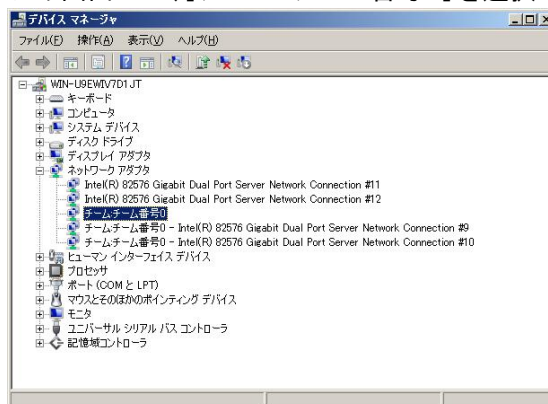 デバイス マネージャ
ファイル(F) 操作(A) 表示(V) ヘルプ(H)
WIN-U9EWIV7D1JT
キーボード
コンピュータ
システム デバイス
ディスク ドライブ
ディスプレイ アダプタ
ネットワーク アダプタ
Intel(R) 82576 Gigabit Dual Port Server Network Connection #11
Intel(R) 82576 Gigabit Dual Port Server Network Connection #12
チーム:チーム番号0
チーム:チーム番号0 - Intel(R) 82576 Gigabit Dual Port Server Network Connection #9
チーム:チーム番号0 - Intel(R) 82576 Gigabit Dual Port Server Network Connection #10
ヒューマン インターフェイス デバイス
プロセッサ
ポート (COM と LPT)
マウスとそのほかのポインティング デバイス
モニタ
ユニバーサル シリアル バス コントローラ
記憶域コントローラ